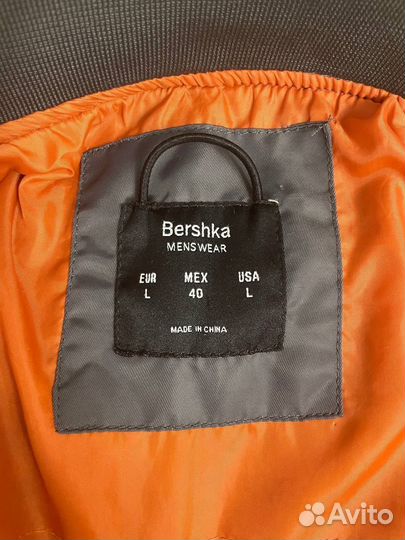 Bershka
MENSWEAR
EUR MEX USA
L 40 L
MADE IN CHINA
Avito